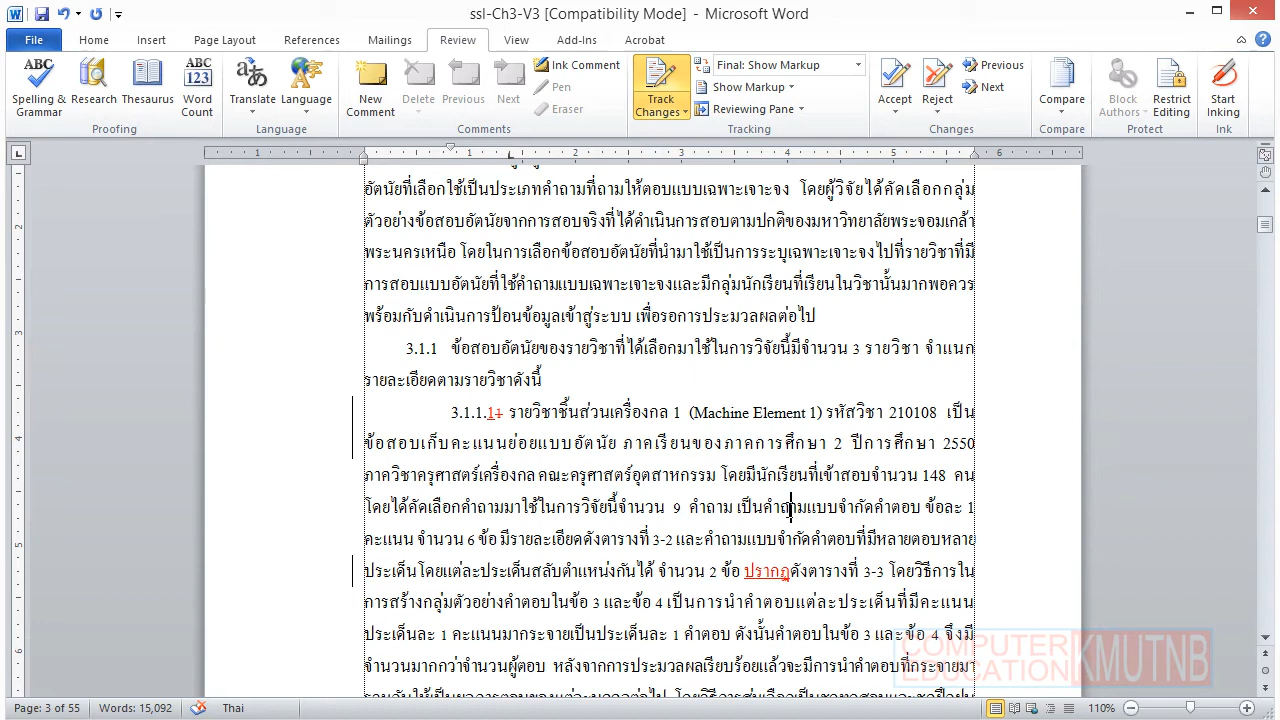 ssl-Ch3-V3 [Compatibility Mode] - Microsoft Word
File Home Insert Page Layout References Mailings Review View Add-Ins Acrobat
Spelling & Grammar Research Thesaurus Word Count Translate Language New Comment Delete Previous Next Ink Comment Pen Eraser Track Changes Final: Show Markup Show Markup Reviewing Pane Accept Reject Previous Next Compare Block Authors Restrict Editing Start Inking
Proofing Language Comments Tracking Changes Compare Protect Ink
อัตนัยที่เลือกใช้เป็นประเภทคำถามที่ถามให้ตอบแบบเฉพาะเจาะจง โดยผู้วิจัยได้คัดเลือกกลุ่ม
ตัวอย่างข้อสอบอัตนัยจากการสอบจริงที่ได้ดำเนินการสอบตามปกติของมหาวิทยาลัยพระจอมเกล้า
พระนครเหนือ โดยในการเลือกข้อสอบอัตนัยที่นำมาใช้เป็นการระบุเฉพาะเจาะจงไปที่รายวิชาที่มี
การสอบแบบอัตนัยที่ใช้คำถามแบบเฉพาะเจาะจงและมีกลุ่มนักเรียนที่เรียนในวิชานั้นมากพอควร
พร้อมกับดำเนินการป้อนข้อมูลเข้าสู่ระบบ เพื่อรอการประมวลผลต่อไป
3.1.1 ข้อสอบอัตนัยของรายวิชาที่ได้เลือกมาใช้ในการวิจัยนี้มีจำนวน 3 รายวิชา จำแนก
รายละเอียดตามรายวิชาดังนี้
3.1.1.11 รายวิชาชิ้นส่วนเครื่องกล 1 (Machine Element 1) รหัสวิชา 210108 เป็น
ข้อสอบเก็บคะแนนย่อยแบบอัตนัย ภาคเรียนของภาคการศึกษา 2 ปีการศึกษา 2550
ภาควิชาครุศาสตร์เครื่องกล คณะครุศาสตร์อุตสาหกรรม โดยมีนักเรียนที่เข้าสอบจำนวน 148 คน
โดยได้คัดเลือกคำถามมาใช้ในการวิจัยนี้จำนวน 9 คำถาม เป็นคำถามแบบจำกัดคำตอบ ข้อละ 1
คะแนน จำนวน 6 ข้อ มีรายละเอียดดังตารางที่ 3-2 และคำถามแบบจำกัดคำตอบที่มีหลายตอบหลาย
ประเด็นโดยแต่ละประเด็นสลับตำแหน่งกันได้ จำนวน 2 ข้อ ปรากฏดังตารางที่ 3-3 โดยวิธีการใน
การสร้างกลุ่มตัวอย่างคำตอบในข้อ 3 และข้อ 4 เป็นการนำคำตอบแต่ละประเด็นที่มีคะแนน
ประเด็นละ 1 คะแนนมากระจายเป็นประเด็นละ 1 คำตอบ ดังนั้นคำตอบในข้อ 3 และข้อ 4 จึงมี
จำนวนมากกว่าจำนวนผู้ตอบ หลังจากการประมวลผลเรียบร้อยแล้วจะมีการนำคำตอบที่กระจายมา
COMPUTER EDUCATION KMUTNB
Page: 3 of 55 Words: 15,092 Thai 110%